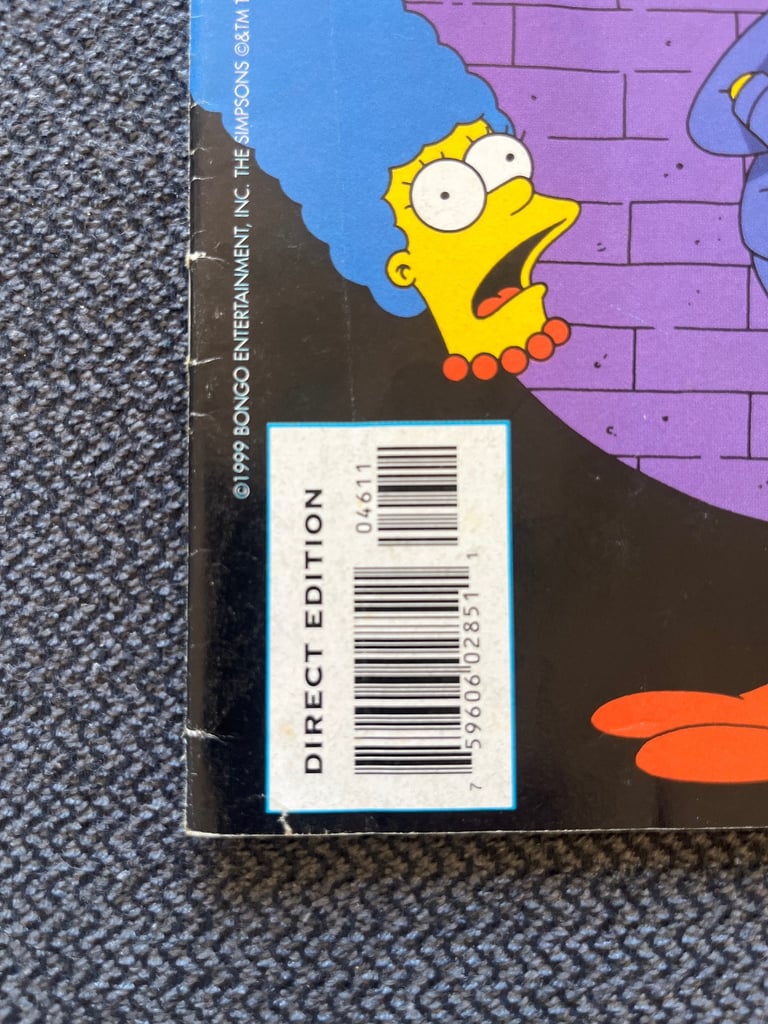 ©1999 BONGO ENTERTAINMENT, INC. THE SIMPSONS ©&TM T
DIRECT EDITION
04611
7 59606 02851 1